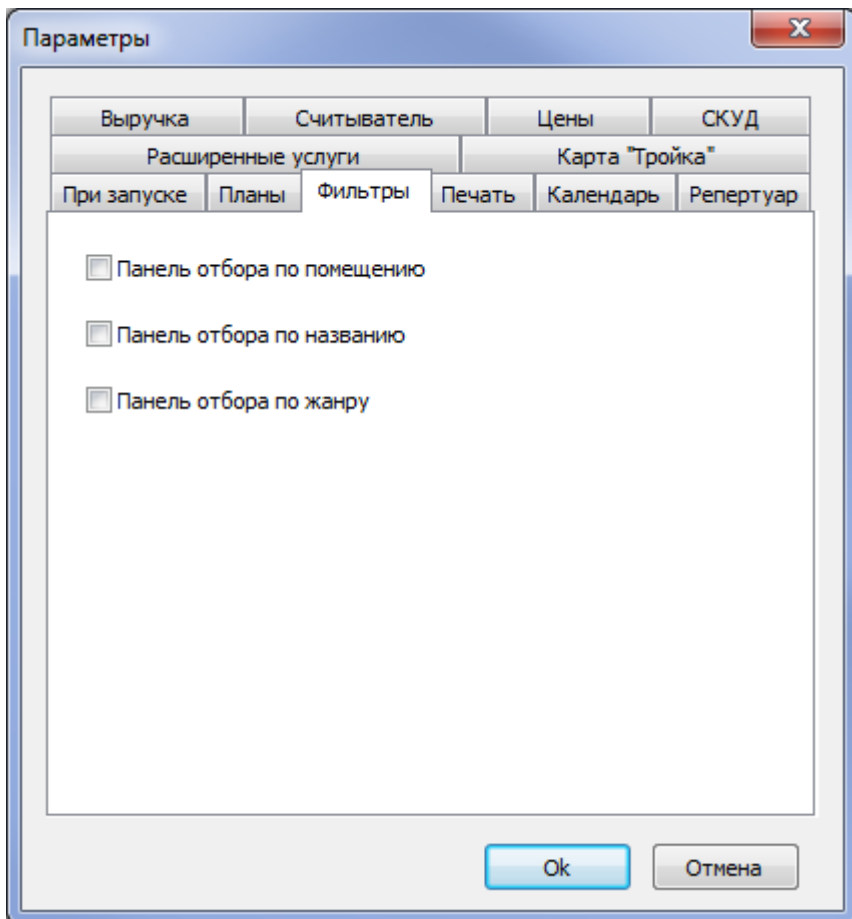 Параметры
Выручка Считыватель Цены СКУД
Расширенные услуги Карта "Тройка"
При запуске Планы Фильтры Печать Календарь Репертуар
Панель отбора по помещению
Панель отбора по названию
Панель отбора по жанру
Ok Отмена